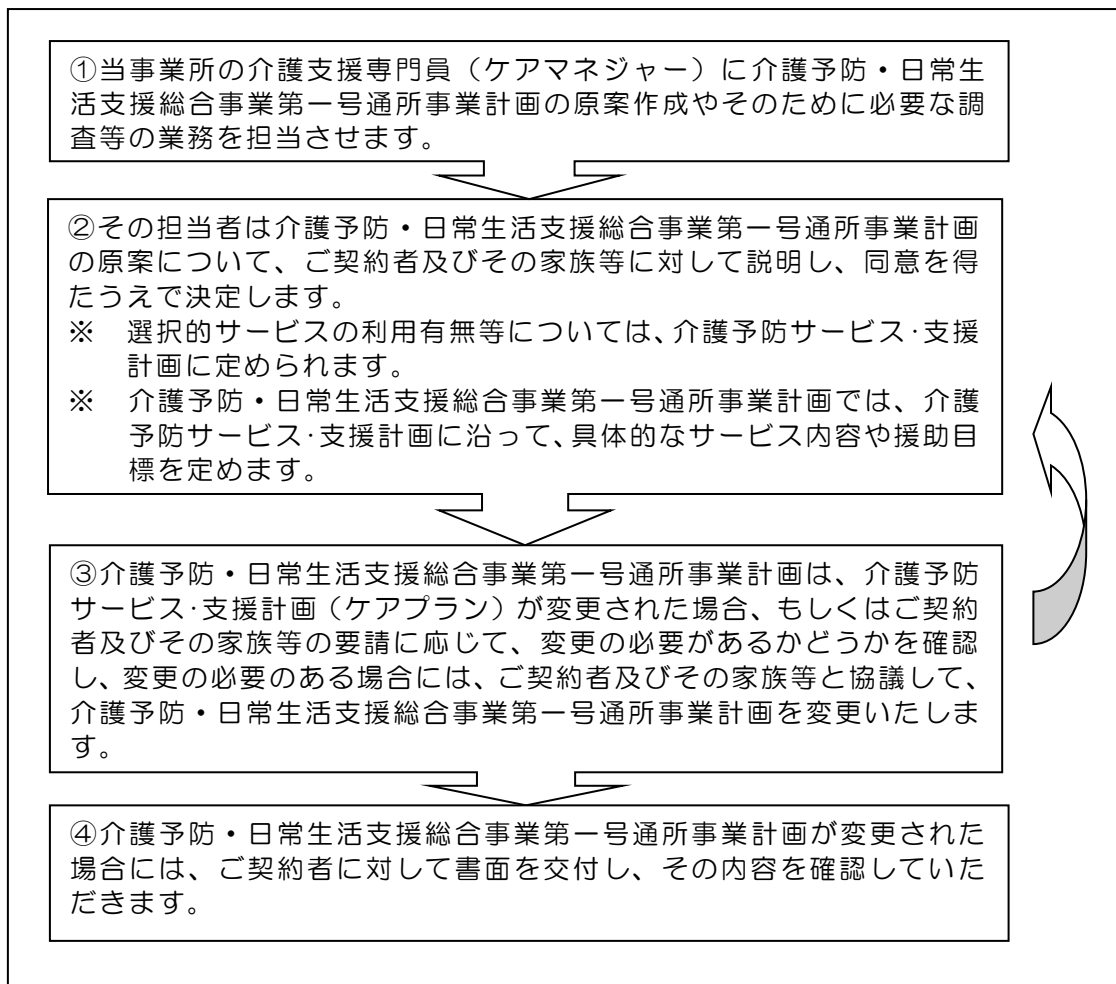 ①当事業所の介護支援専門員（ケアマネジャー）に介護予防・日常生
活支援総合事業第一号通所事業計画の原案作成やそのために必要な調
査等の業務を担当させます。
②その担当者は介護予防・日常生活支援総合事業第一号通所事業計画
の原案について、ご契約者及びその家族等に対して説明し、同意を得
たうえで決定します。
※　選択的サービスの利用有無等については、介護予防サービス･支援
計画に定められます。
※　介護予防・日常生活支援総合事業第一号通所事業計画では、介護
予防サービス･支援計画に沿って、具体的なサービス内容や援助目
標を定めます。
③介護予防・日常生活支援総合事業第一号通所事業計画は、介護予防
サービス･支援計画（ケアプラン）が変更された場合、もしくはご契約
者及びその家族等の要請に応じて、変更の必要があるかどうかを確認
し、変更の必要のある場合には、ご契約者及びその家族等と協議して、
介護予防・日常生活支援総合事業第一号通所事業計画を変更いたしま
す。
④介護予防・日常生活支援総合事業第一号通所事業計画が変更された
場合には、ご契約者に対して書面を交付し、その内容を確認していた
だきます。